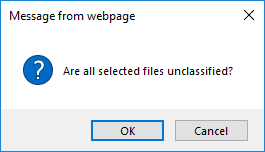 Message from webpage
Are all selected files unclassified?
OK
Cancel